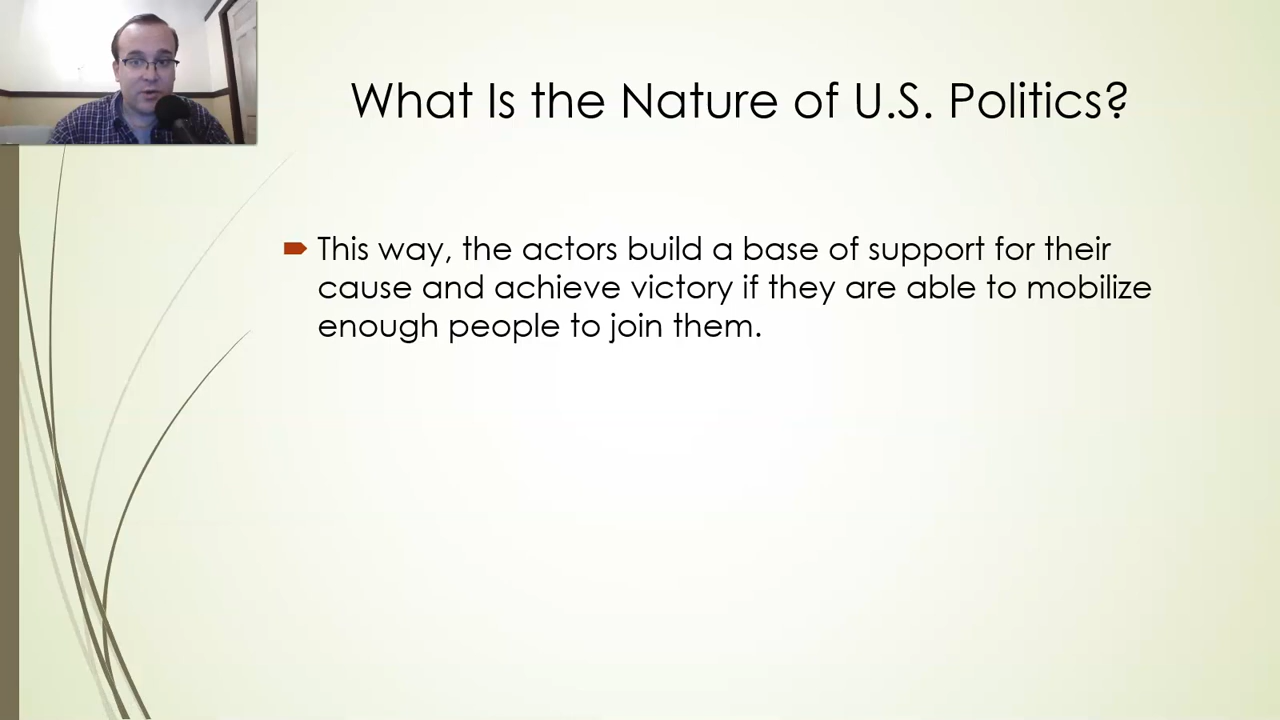 What Is the Nature of U.S. Politics?
This way, the actors build a base of support for their
cause and achieve victory if they are able to mobilize
enough people to join them.